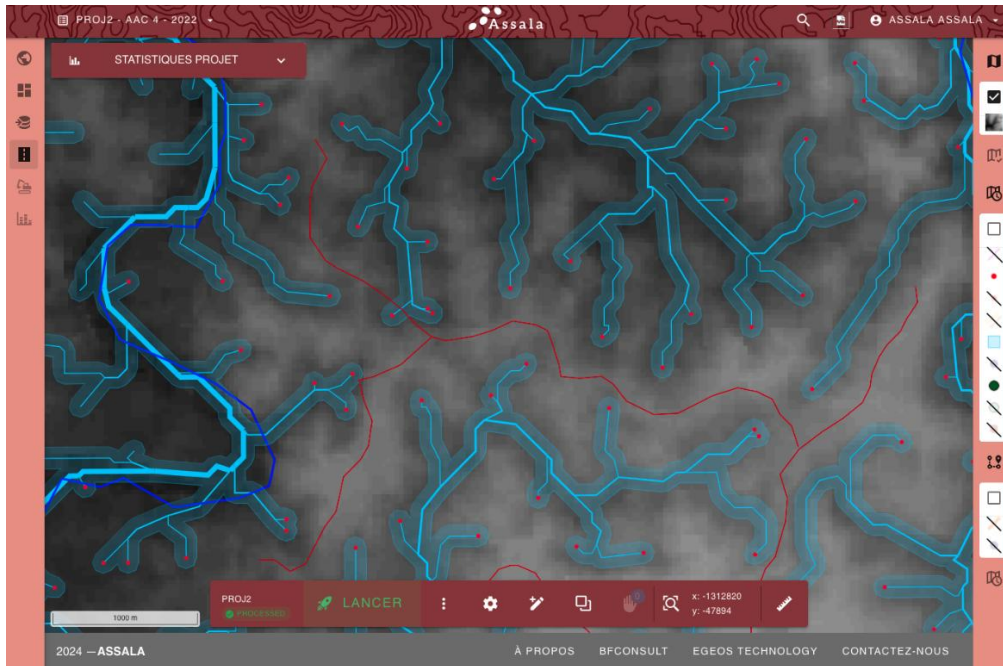 PROJ2 - AAC 4 - 2022
Assala
ASSALA ASSALA
STATISTIQUES PROJET
PROJ2
PROCESSED
LANCER
0
x: -1312820
y: -47894
1000 m
2024 — ASSALA
À PROPOS
BFCONSULT
EGEOS TECHNOLOGY
CONTACTEZ-NOUS